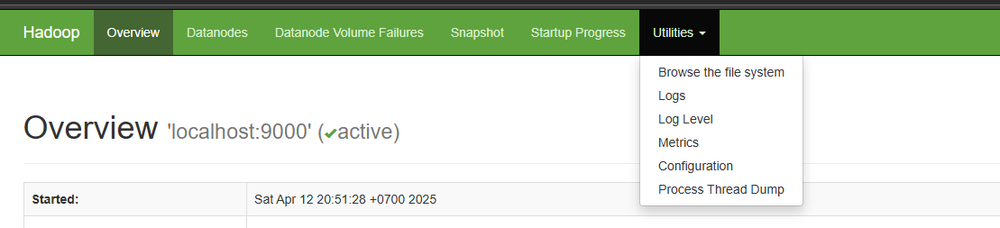 Hadoop Overview Datanodes Datanode Volume Failures Snapshot Startup Progress Utilities
Browse the file system
Logs
Log Level
Metrics
Configuration
Process Thread Dump
Overview 'localhost:9000' (✔active)
Started: Sat Apr 12 20:51:28 +0700 2025